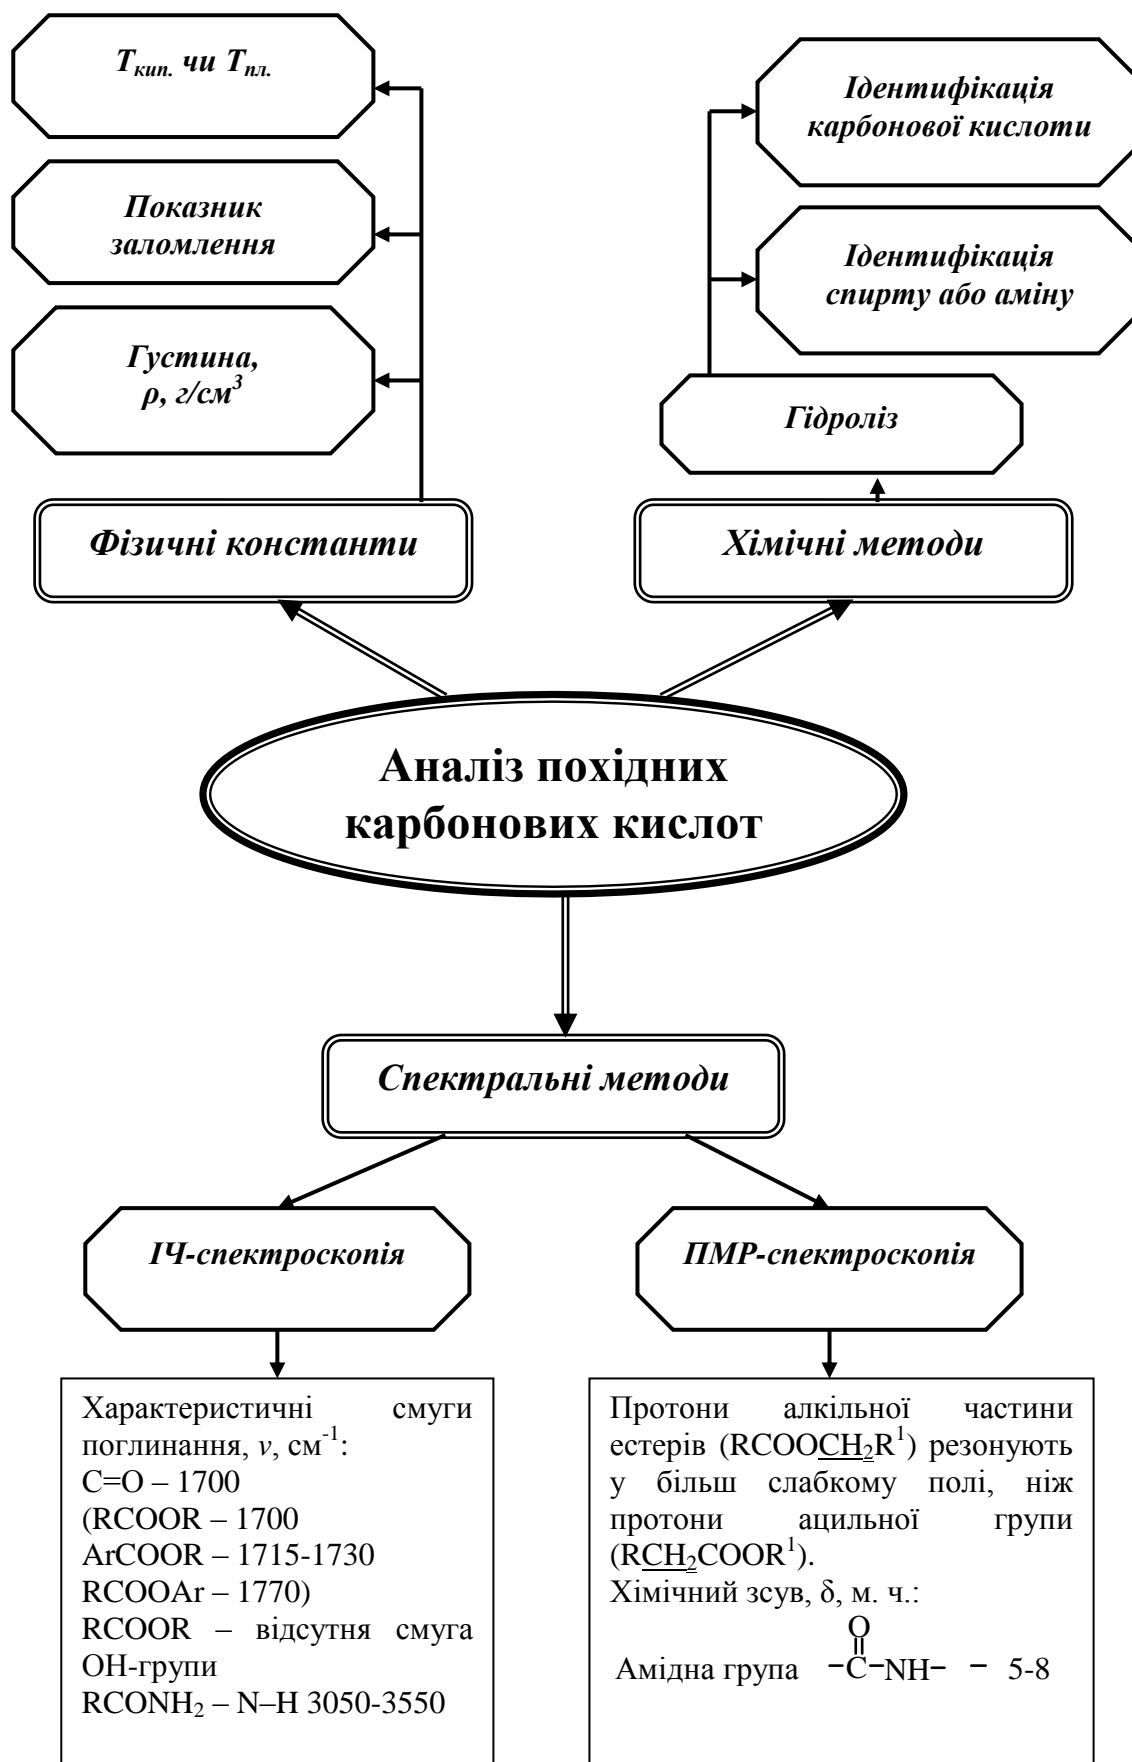 Т кип. чи Т пл.
Показник
заломлення
Густина,
ρ, г/см³
Фізичні константи
Ідентифікація
карбонової кислоти
Ідентифікація
спирту або аміну
Гідроліз
Хімічні методи
Аналіз похідних
карбонових кислот
Спектральні методи
ІЧ-спектроскопія
Характеристичні смуги
поглинання, ν, см⁻¹:
C=O – 1700
(RCOOR – 1700
ArCOOR – 1715-1730
RCOOAr – 1770)
RCOOR – відсутня смуга
ОН-групи
RCONH₂ – N–H 3050-3550
ПМР-спектроскопія
Протони алкільної частини
естерів (RCOOCH₂R¹) резонують
у більш слабкому полі, ніж
протони ацильної групи
(RCH₂COOR¹).
Хімічний зсув, δ, м. ч.:
O
Амідна група –C–NH– – 5-8